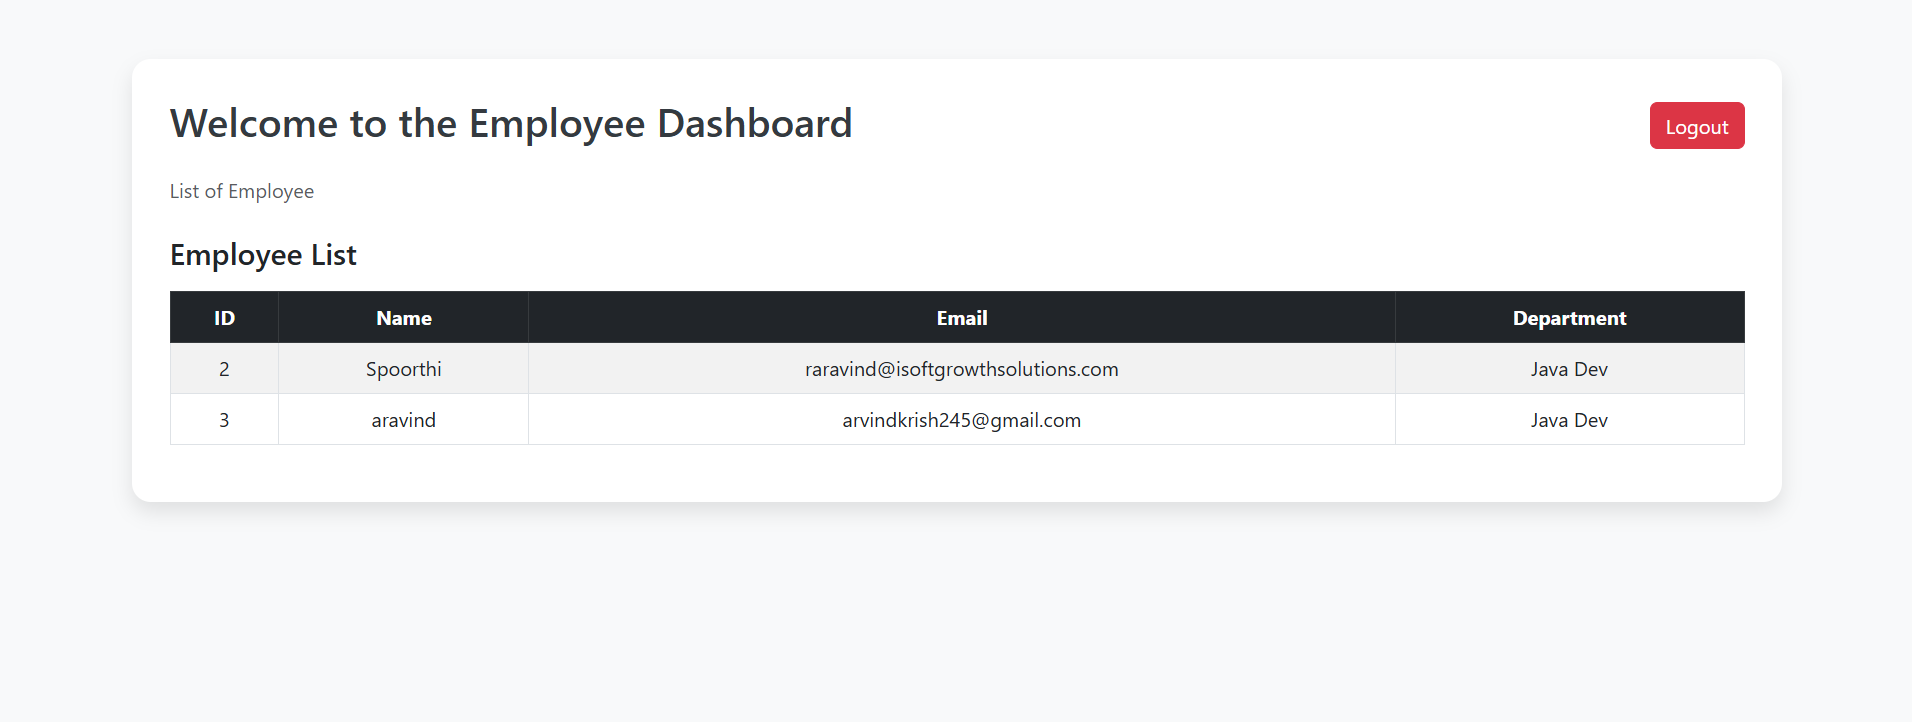 Welcome to the Employee Dashboard
Logout
List of Employee
Employee List
ID Name Email Department
2 Spoorthi raravind@isoftgrowthsolutions.com Java Dev
3 aravind arvindkrish245@gmail.com Java Dev